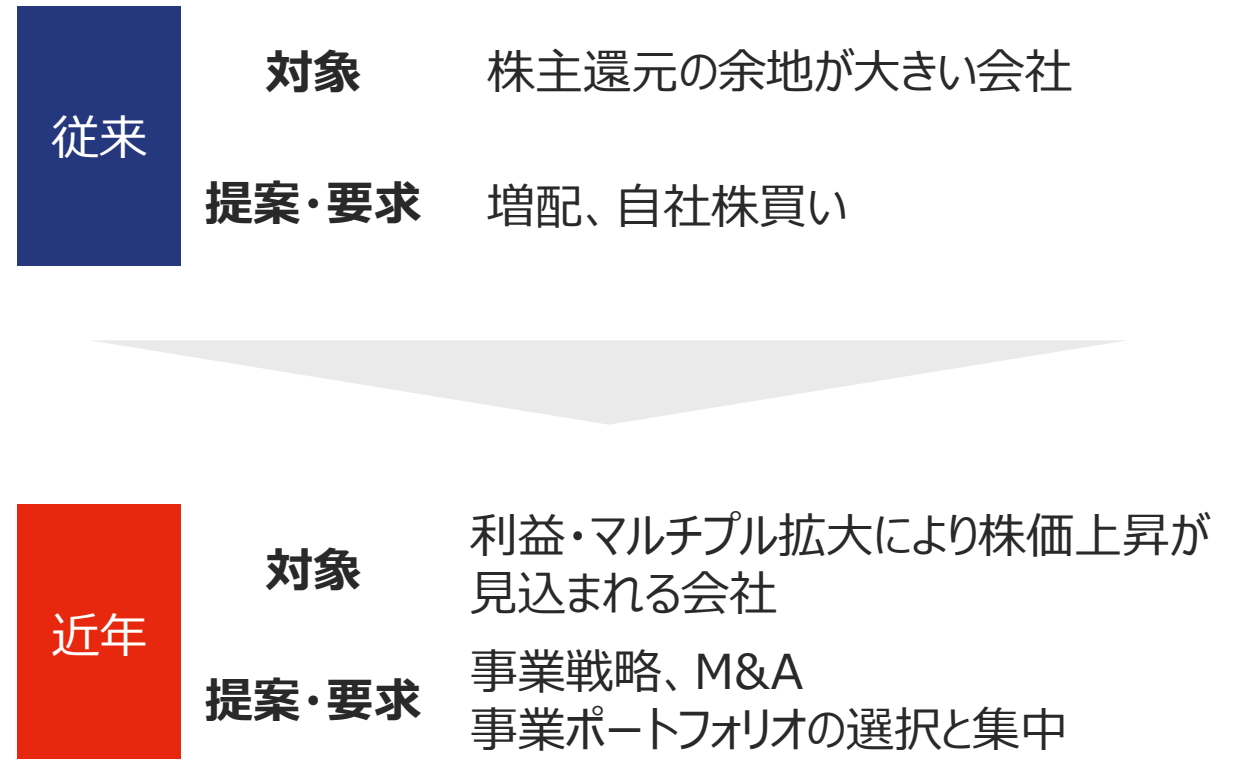 従来
対象
株主還元の余地が大きい会社
提案・要求
増配、自社株買い
近年
対象
利益・マルチプル拡大により株価上昇が
見込まれる会社
提案・要求
事業戦略、M&A
事業ポートフォリオの選択と集中